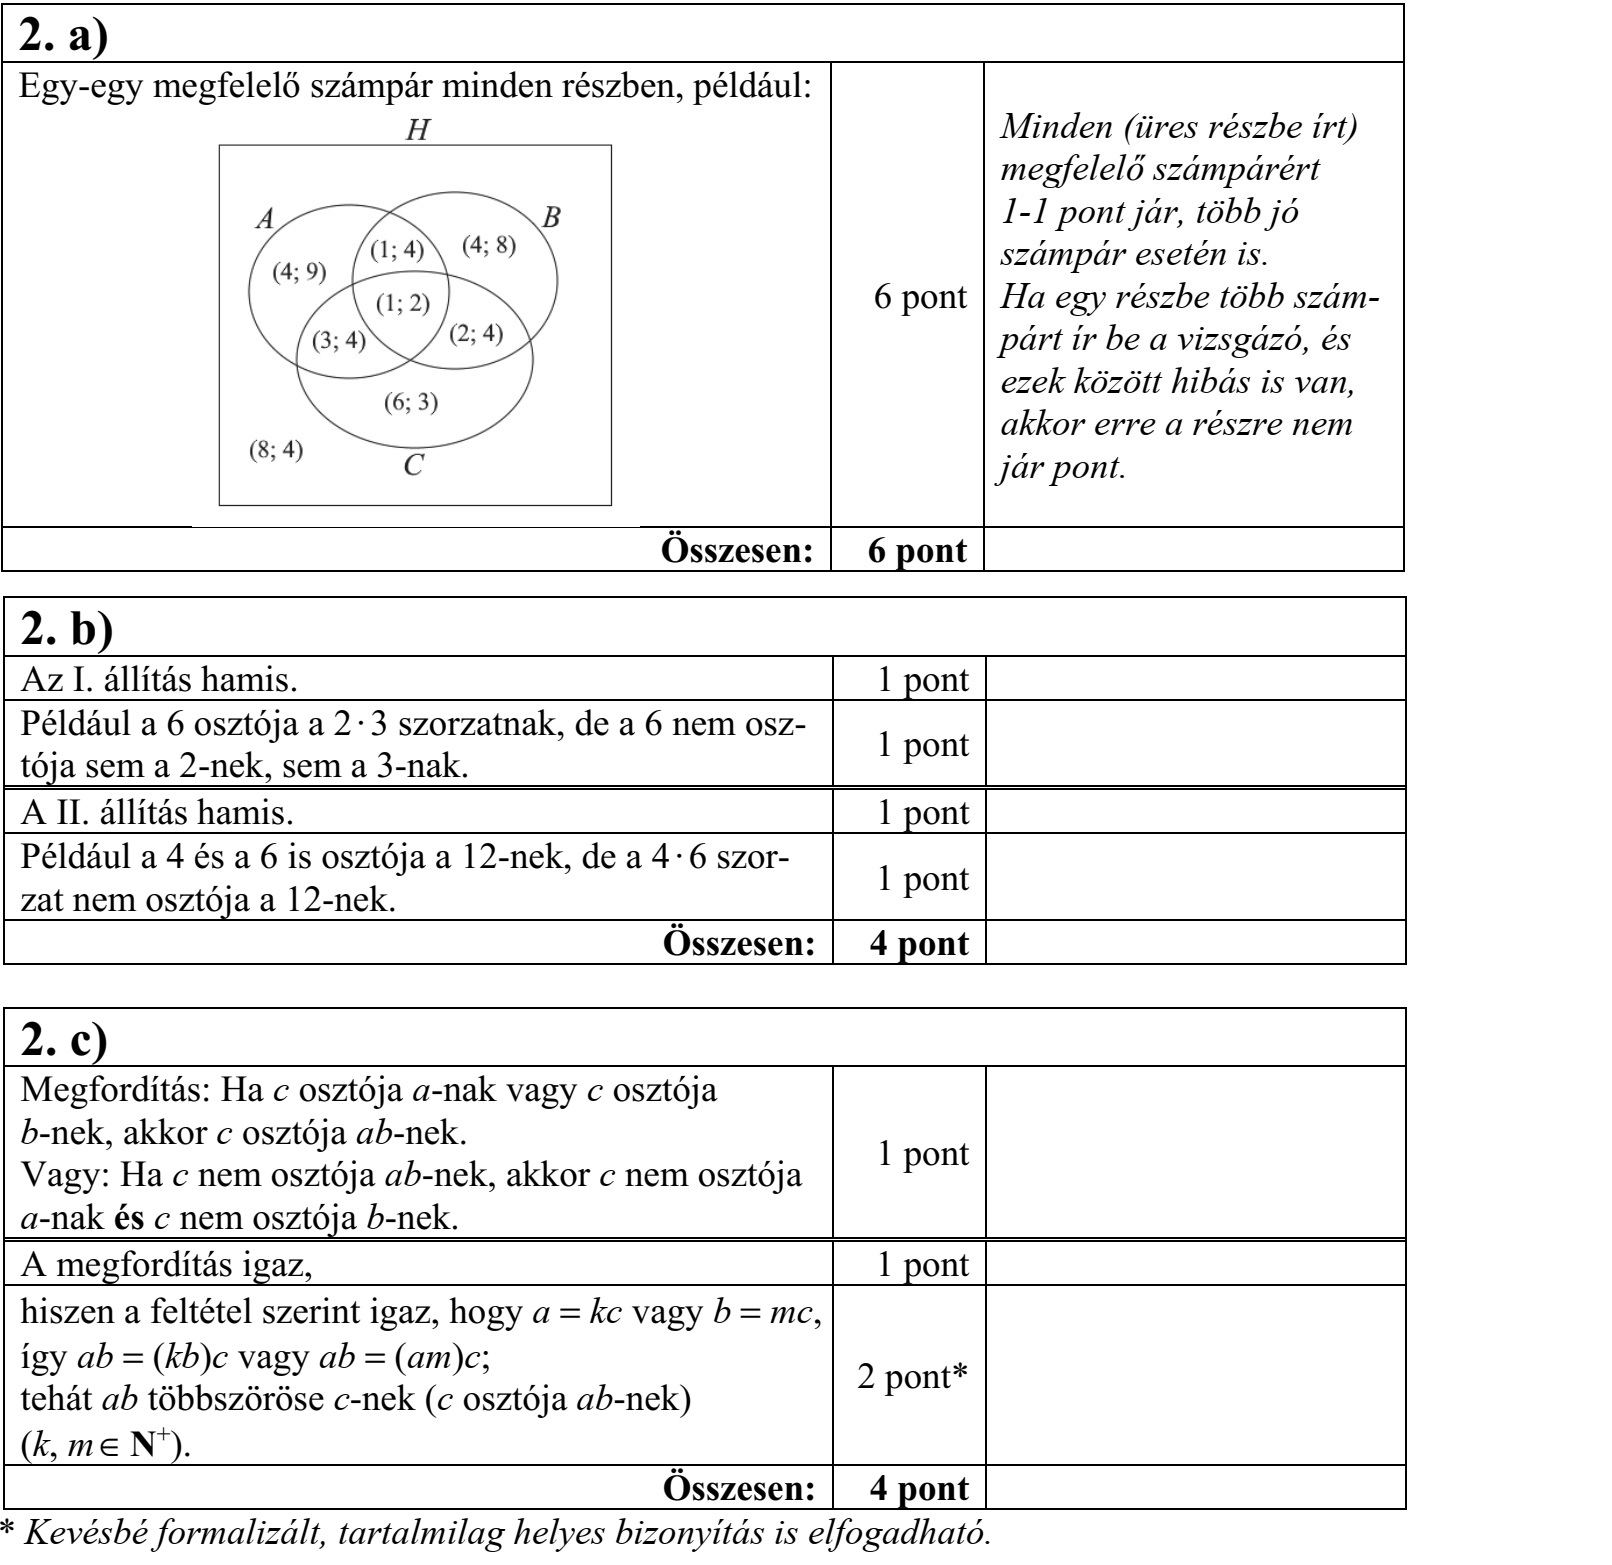 2. a)
Egy-egy megfelelő számpár minden részben, például:
H
A
B
(1; 4)
(4; 8)
(4; 9)
(1; 2)
(3; 4)
(2; 4)
(6; 3)
(8; 4)
C
6 pont
Minden (üres részbe írt)
megfelelő számpárért
1-1 pont jár, több jó
számpár esetén is.
Ha egy részbe több szám-
párt ír be a vizsgázó, és
ezek között hibás is van,
akkor erre a részre nem
jár pont.
Összesen: 6 pont
2. b)
Az I. állítás hamis. 1 pont
Például a 6 osztója a 2·3 szorzatnak, de a 6 nem osz-
tója sem a 2-nek, sem a 3-nak.
1 pont
A II. állítás hamis. 1 pont
Például a 4 és a 6 is osztója a 12-nek, de a 4·6 szor-
zat nem osztója a 12-nek.
1 pont
Összesen: 4 pont
2. c)
Megfordítás: Ha c osztója a-nak vagy c osztója
b-nek, akkor c osztója ab-nek.
Vagy: Ha c nem osztója ab-nek, akkor c nem osztója
a-nak és c nem osztója b-nek.
1 pont
A megfordítás igaz, 1 pont
hiszen a feltétel szerint igaz, hogy a = kc vagy b = mc,
így ab = (kb)c vagy ab = (am)c;
tehát ab többszöröse c-nek (c osztója ab-nek)
(k, m ∈ N⁺).
2 pont*
Összesen: 4 pont
* Kevésbé formalizált, tartalmilag helyes bizonyítás is elfogadható.